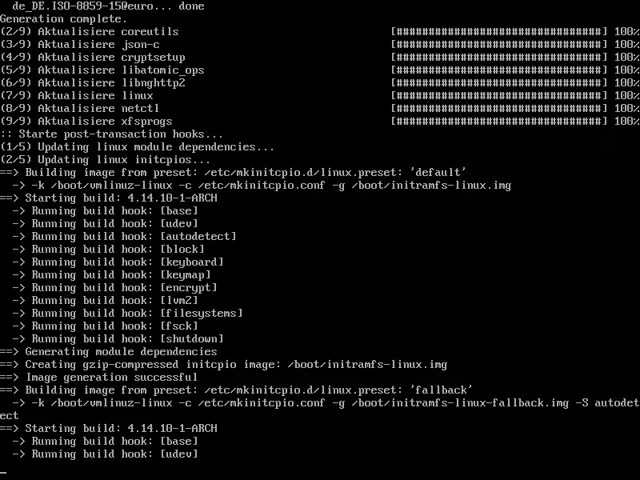 de_DE.ISO-8859-15@euro... done
Generation complete.
(2/9) Aktualisiere coreutils [######################] 100%
(3/9) Aktualisiere json-c [######################] 100%
(4/9) Aktualisiere cryptsetup [######################] 100%
(5/9) Aktualisiere libatomic_ops [######################] 100%
(6/9) Aktualisiere libnghttp2 [######################] 100%
(7/9) Aktualisiere linux [######################] 100%
(8/9) Aktualisiere netctl [######################] 100%
(9/9) Aktualisiere xfsprogs [######################] 100%
:: Starte post-transaction hooks...
(1/5) Updating linux module dependencies...
(2/5) Updating linux initcpios...
==> Building image from preset: /etc/mkinitcpio.d/linux.preset: 'default'
-> -k /boot/vmlinuz-linux -c /etc/mkinitcpio.conf -g /boot/initramfs-linux.img
==> Starting build: 4.14.10-1-ARCH
-> Running build hook: [base]
-> Running build hook: [udev]
-> Running build hook: [autodetect]
-> Running build hook: [block]
-> Running build hook: [keyboard]
-> Running build hook: [keymap]
-> Running build hook: [encrypt]
-> Running build hook: [lvm2]
-> Running build hook: [filesystems]
-> Running build hook: [fsck]
-> Running build hook: [shutdown]
==> Generating module dependencies
==> Creating gzip-compressed initcpio image: /boot/initramfs-linux.img
==> Image generation successful
==> Building image from preset: /etc/mkinitcpio.d/linux.preset: 'fallback'
-> -k /boot/vmlinuz-linux -c /etc/mkinitcpio.conf -g /boot/initramfs-linux-fallback.img -S autodet
ect
==> Starting build: 4.14.10-1-ARCH
-> Running build hook: [base]
-> Running build hook: [udev]